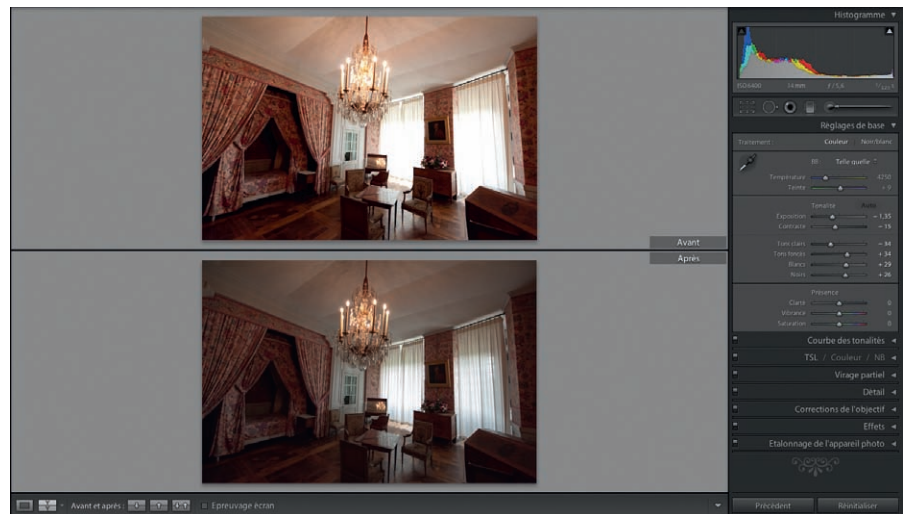 Histogramme
ISO 6400 14 mm f / 5,6
Réglages de base
Traitement : Couleur Noir/blanc
BB : Telle quelle
Température 4250
Teinte + 9
Tonalité Auto
Exposition − 1,35
Contraste − 15
Tons clairs − 34
Tons foncés + 34
Blancs + 29
Noirs + 26
Présence
Clarté 0
Vibrance 0
Saturation 0
Courbe des tonalités
TSL / Couleur / NB
Virage partiel
Détail
Corrections de l'objectif
Effets
Etalonnage de l'appareil photo
Avant
Après
Avant et après :
Epreuvage écran
Précédent Réinitialiser